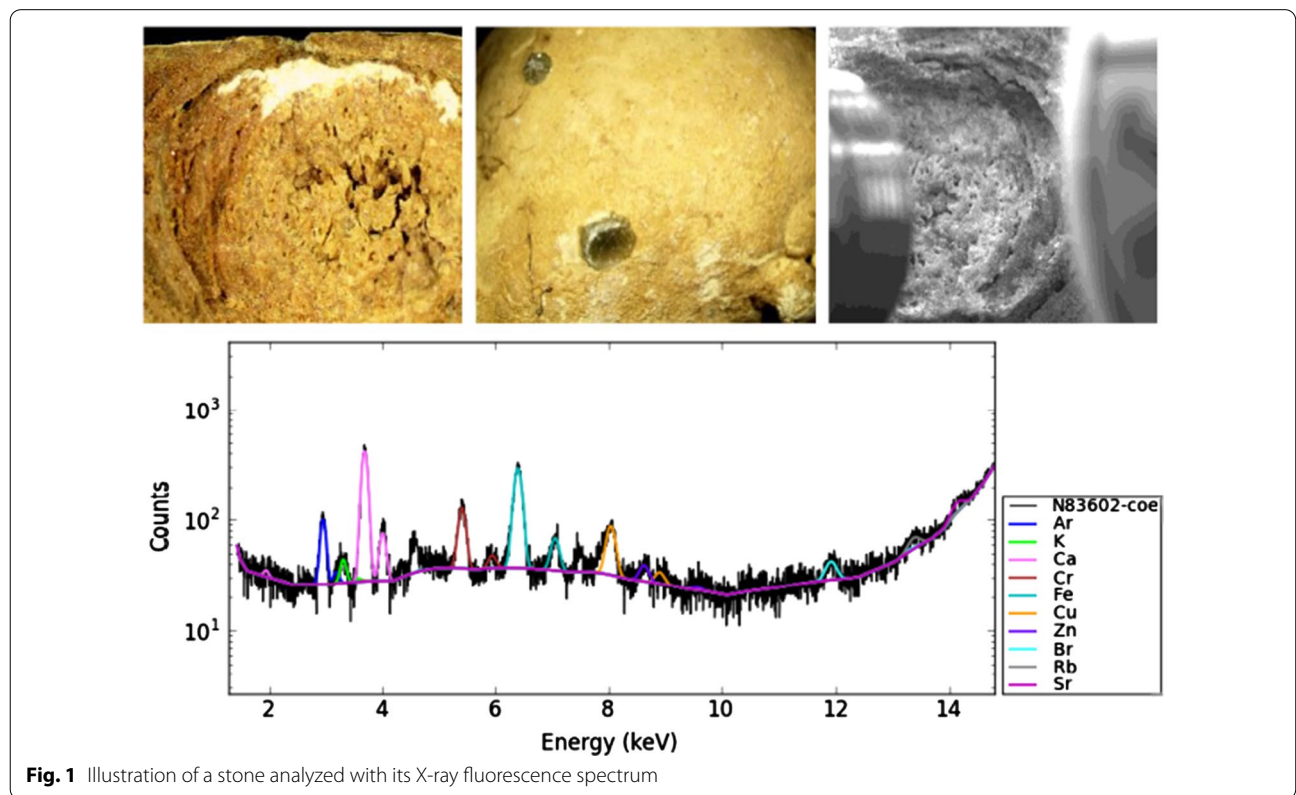 10³
10²
10¹
Counts
2 4 6 8 10 12 14
Energy (keV)
N83602-coe
Ar
K
Ca
Cr
Fe
Cu
Zn
Br
Rb
Sr
Fig. 1 Illustration of a stone analyzed with its X-ray fluorescence spectrum